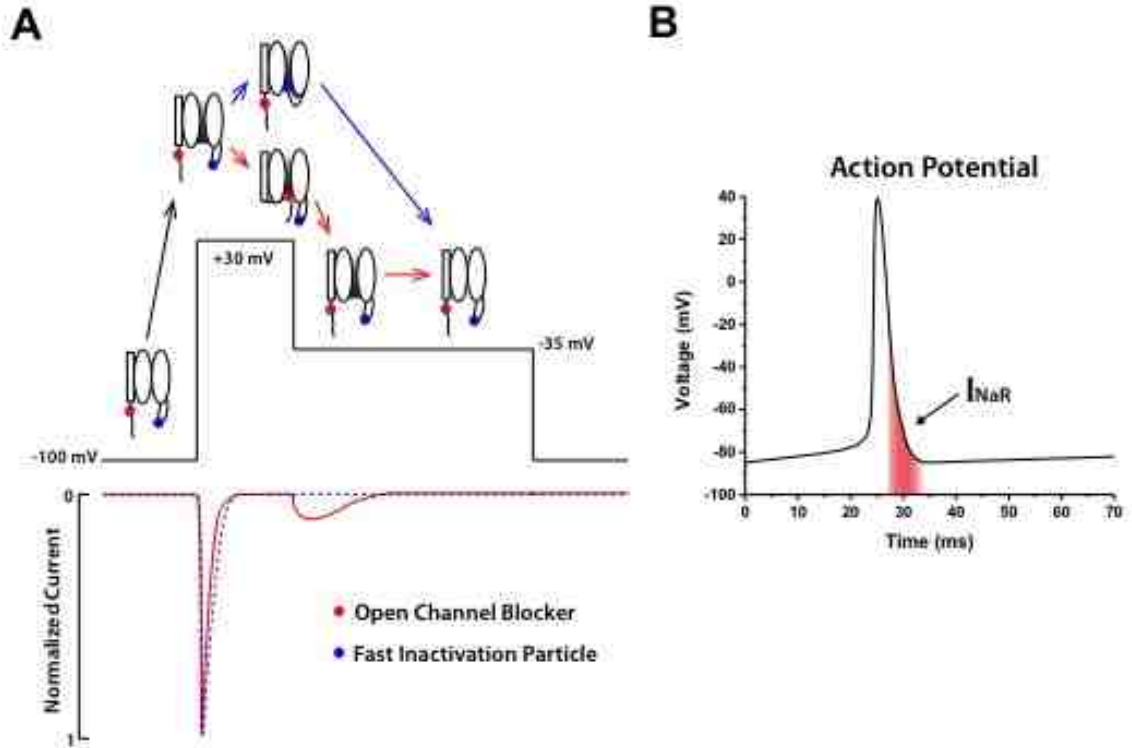 A
+30 mV
-35 mV
-100 mV
0
Normalized Current
1
Open Channel Blocker
Fast Inactivation Particle
B
Action Potential
40
20
0
-20
-40
-60
-80
-100
Voltage (mV)
INaR
0 10 20 30 40 50 60 70
Time (ms)